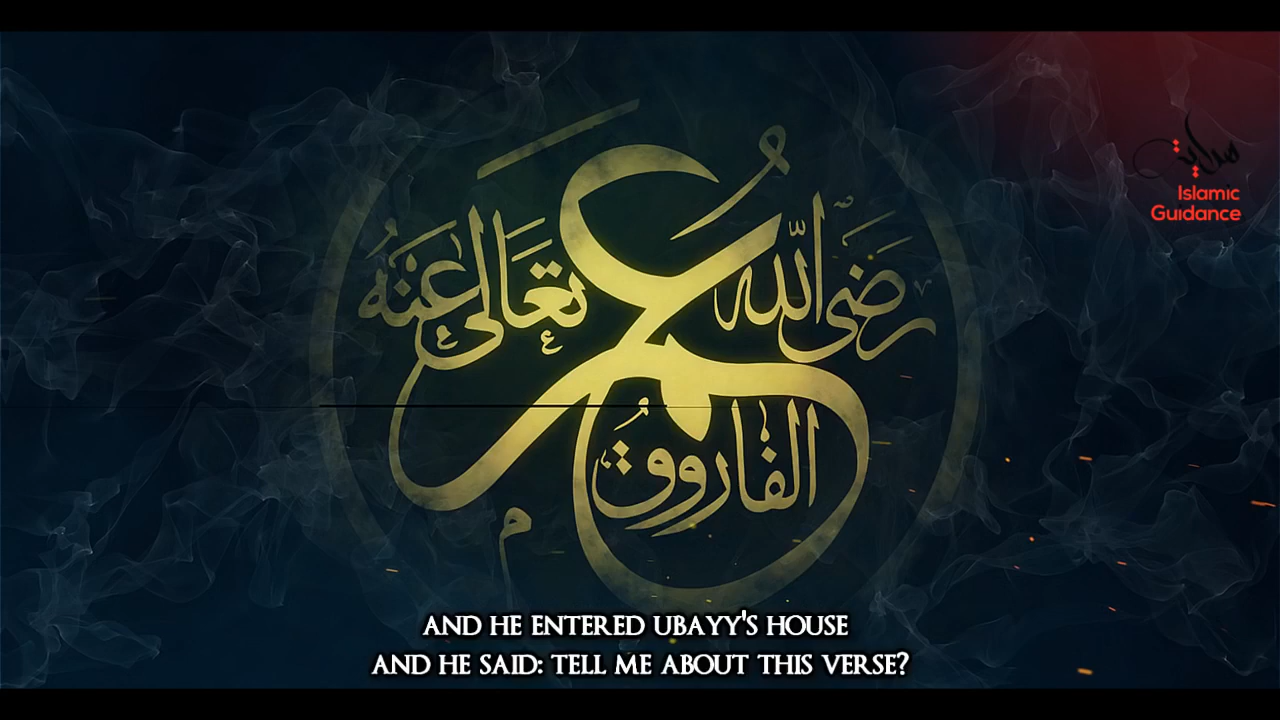 هداية
Islamic
Guidance
عمر
رضي الله تعالى عنه
الفاروق
AND HE ENTERED UBAYY'S HOUSE
AND HE SAID: TELL ME ABOUT THIS VERSE?